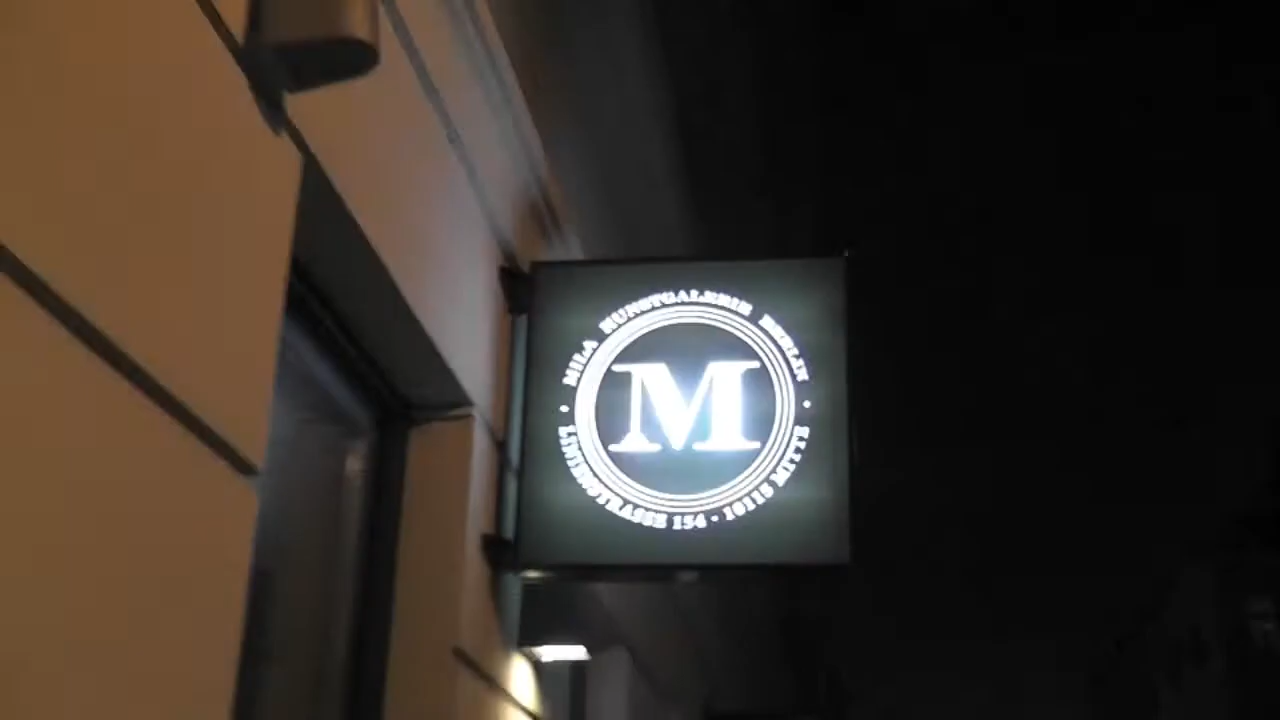 MILA KUNSTGALERIE BERLIN
M
LINIENSTRASSE 154 · 10115 MITTE